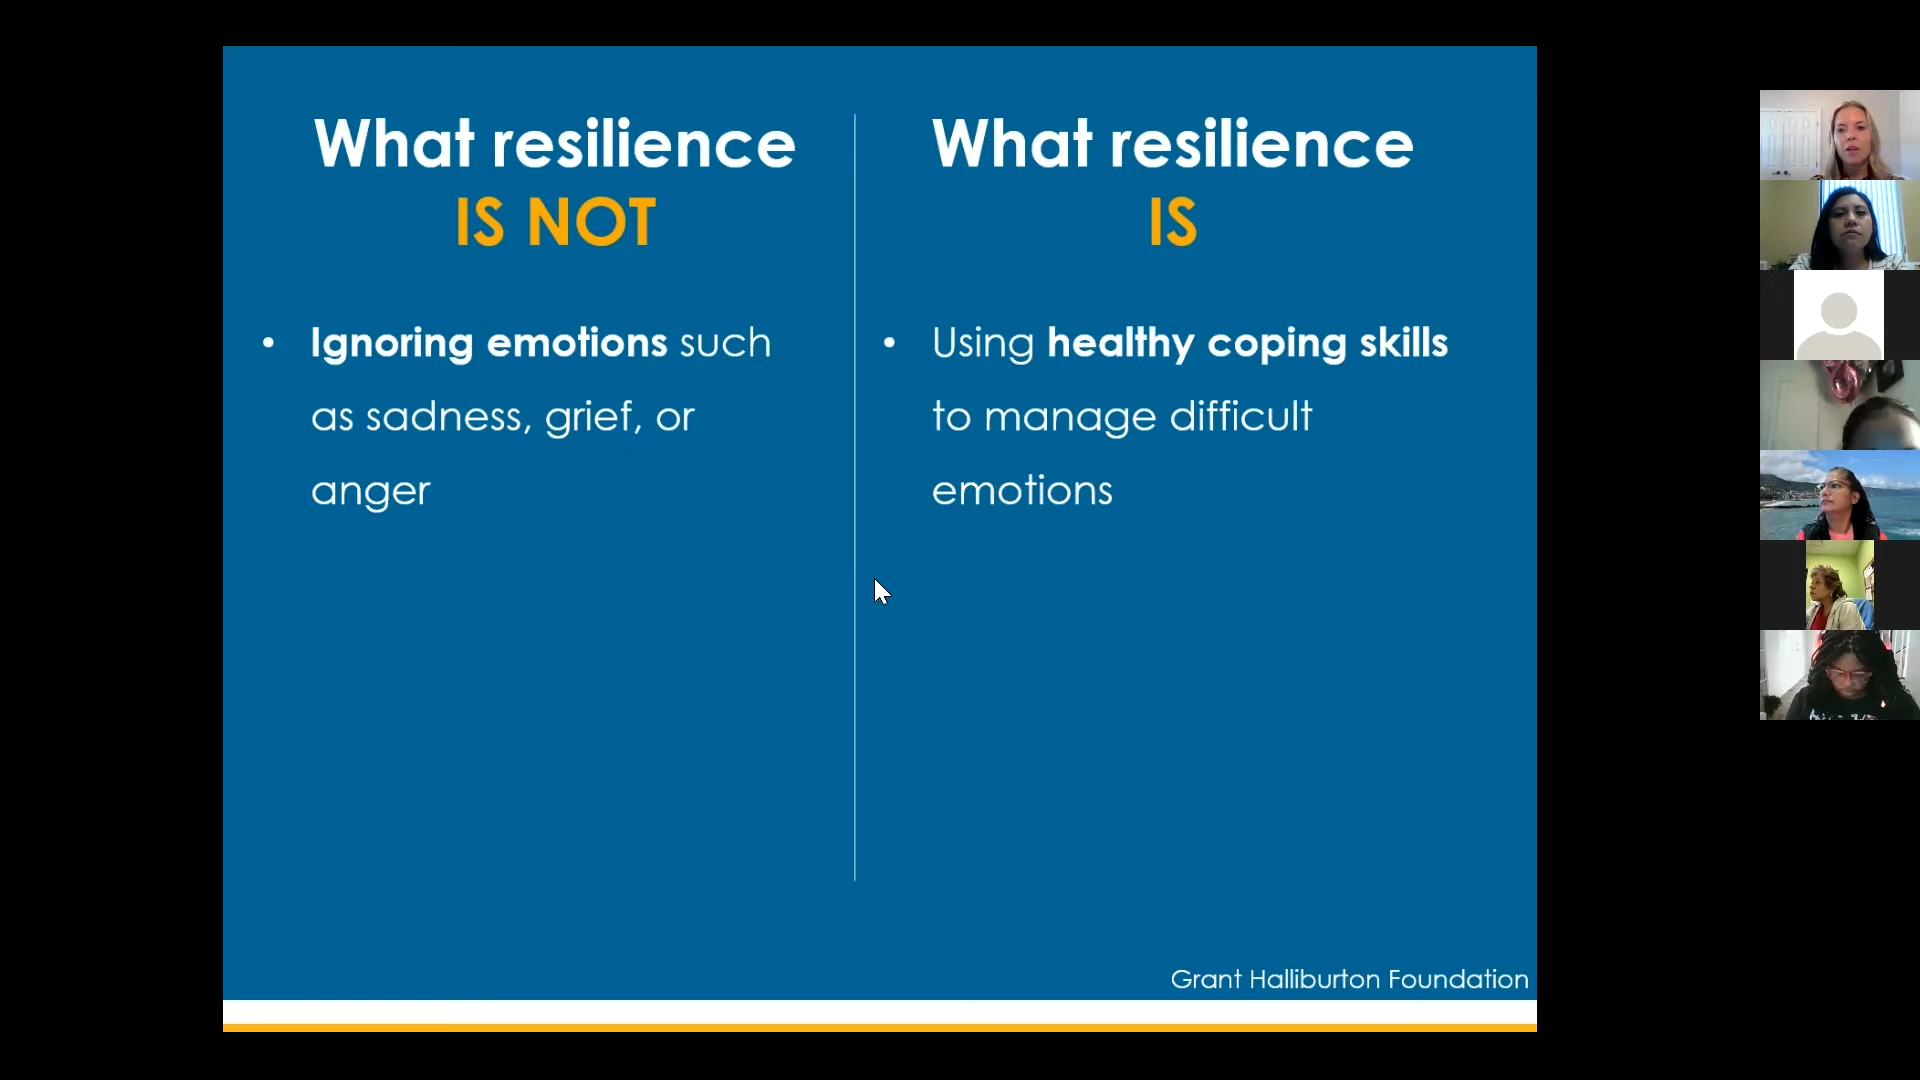 What resilience
IS NOT
• Ignoring emotions such
as sadness, grief, or
anger
What resilience
IS
• Using healthy coping skills
to manage difficult
emotions
Grant Halliburton Foundation